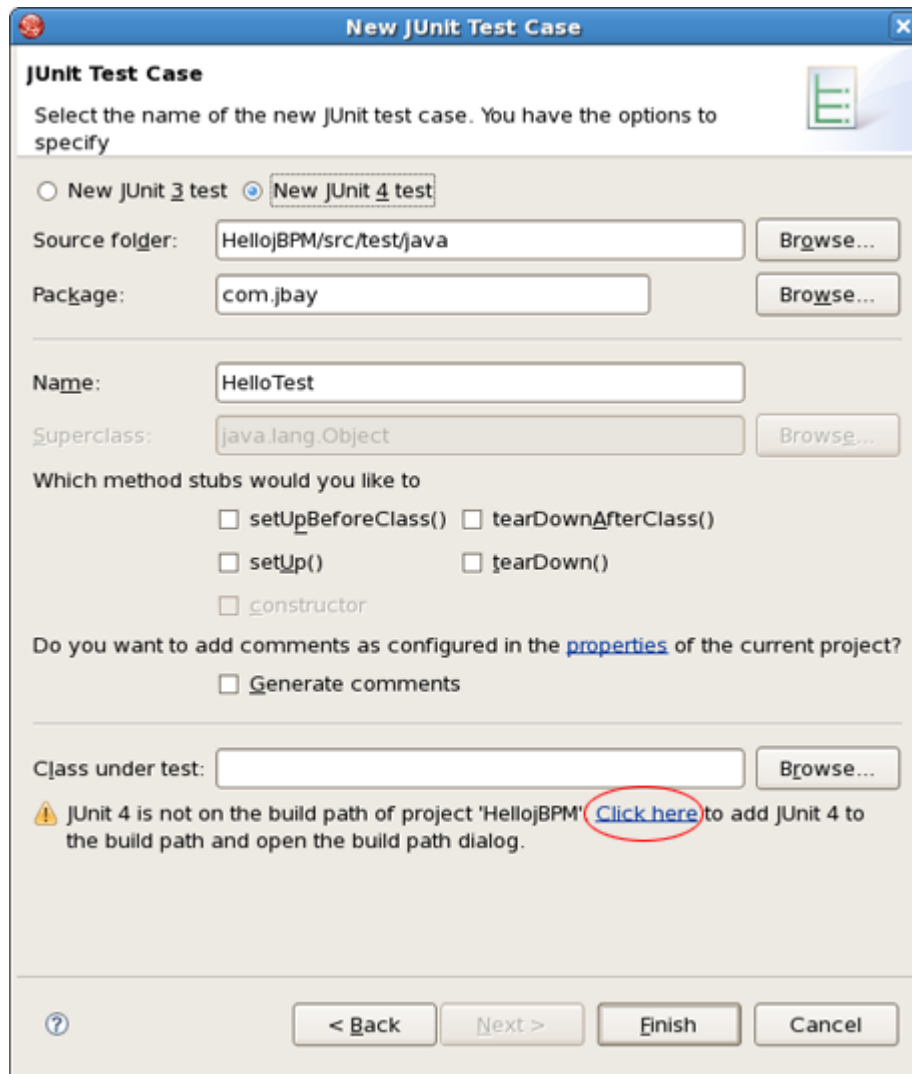 New JUnit Test Case
JUnit Test Case
Select the name of the new JUnit test case. You have the options to
specify
New JUnit 3 test New JUnit 4 test
Source folder: HellojBPM/src/test/java Browse...
Package: com.jbay Browse...
Name: HelloTest
Superclass: java.lang.Object Browse...
Which method stubs would you like to
setUpBeforeClass() tearDownAfterClass()
setUp() tearDown()
constructor
Do you want to add comments as configured in the properties of the current project?
Generate comments
Class under test: Browse...
JUnit 4 is not on the build path of project 'HellojBPM' Click here to add JUnit 4 to
the build path and open the build path dialog.
? < Back Next > Finish Cancel